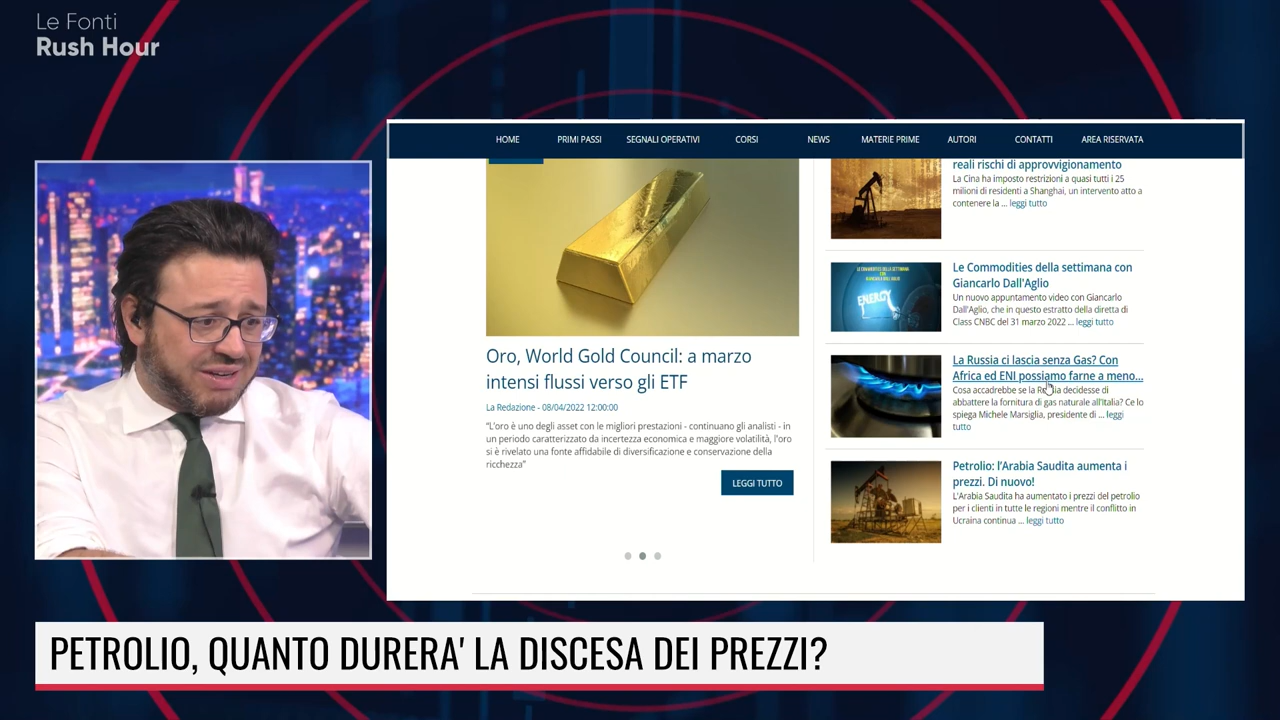 Le Fonti
Rush Hour
HOME PRIMI PASSI SEGNALI OPERATIVI CORSI NEWS MATERIE PRIME AUTORI CONTATTI AREA RISERVATA
Oro, World Gold Council: a marzo
intensi flussi verso gli ETF
La Redazione - 08/04/2022 12:00:00
"L'oro è uno degli asset con le migliori prestazioni - continuano gli analisti - in
un periodo caratterizzato da incertezza economica e maggiore volatilità, l'oro
si è rivelato una fonte affidabile di diversificazione e conservazione della
ricchezza"
LEGGI TUTTO
reali rischi di approvvigionamento
La Cina ha imposto restrizioni a quasi tutti i 25
milioni di residenti a Shanghai, un intervento atto a
contenere la ... leggi tutto
ENERGY
Le Commodities della settimana con
Giancarlo Dall'Aglio
Un nuovo appuntamento video con Giancarlo
Dall'Aglio, che in questo estratto della diretta di
Class CNBC del 31 marzo 2022 ... leggi tutto
La Russia ci lascia senza Gas? Con
Africa ed ENI possiamo farne a meno...
Cosa accadrebbe se la Russia decidesse di
abbattere la fornitura di gas naturale all'Italia? Ce lo
spiega Michele Marsiglia, presidente di ... leggi
tutto
Petrolio: l'Arabia Saudita aumenta i
prezzi. Di nuovo!
L'Arabia Saudita ha aumentato i prezzi del petrolio
per i clienti in tutte le regioni mentre il conflitto in
Ucraina continua ... leggi tutto
PETROLIO, QUANTO DURERA' LA DISCESA DEI PREZZI?